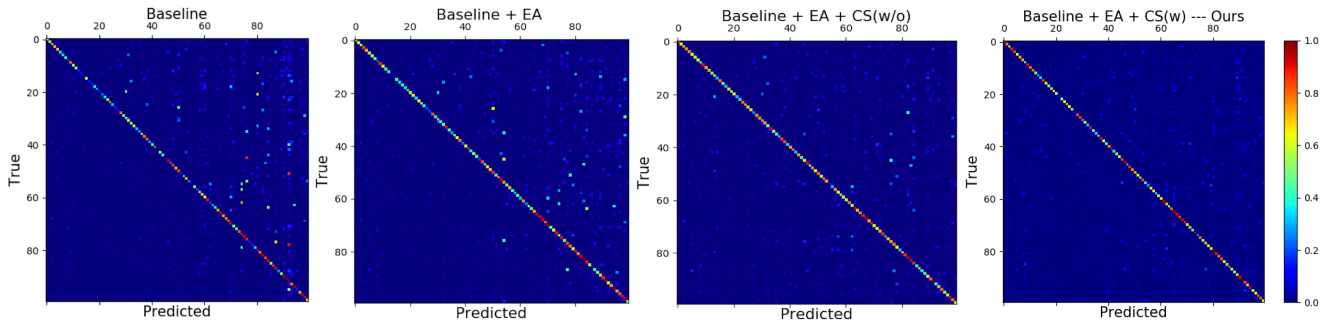 Baseline
0 20 40 60 80
0
20
40
60
80
True
Predicted
Baseline + EA
0 20 40 60 80
0
20
40
60
80
True
Predicted
Baseline + EA + CS(w/o)
0 20 40 60 80
0
20
40
60
80
True
Predicted
Baseline + EA + CS(w) --- Ours
0 20 40 60 80
0
20
40
60
80
True
Predicted
1.0
0.8
0.6
0.4
0.2
0.0